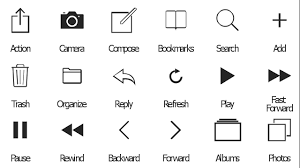 Action Camera Compose Bookmarks Search Add
Trash Organize Reply Refresh Play Fast Forward
Pause Rewind Backward Forward Albums Photos